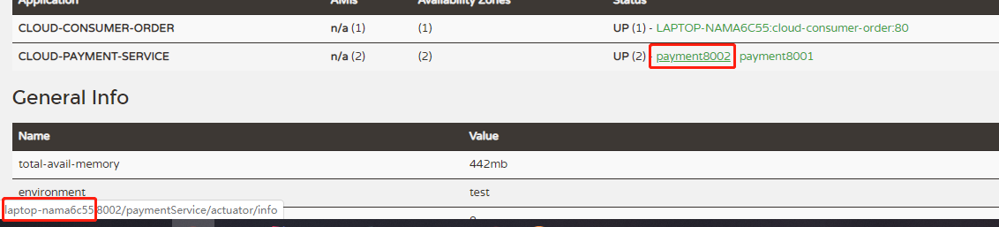 Application AMIs Availability Zones Status
CLOUD-CONSUMER-ORDER n/a (1) (1) UP (1) - LAPTOP-NAMA6C55:cloud-consumer-order:80
CLOUD-PAYMENT-SERVICE n/a (2) (2) UP (2) - payment8002 payment8001
General Info
Name Value
total-avail-memory 442mb
environment test
laptop-nama6c55:8002/paymentService/actuator/info